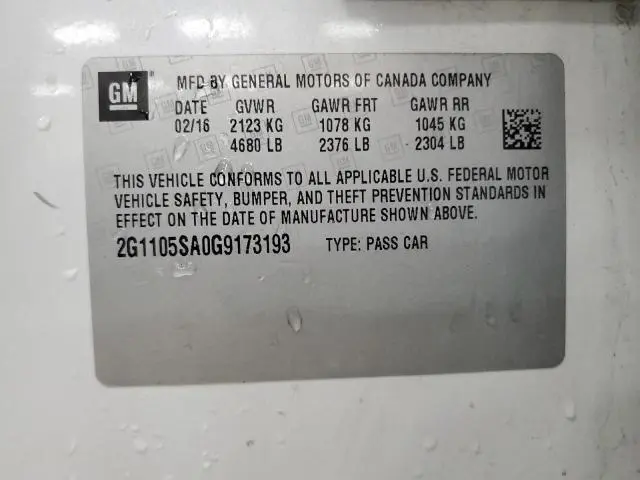 GM MFD BY GENERAL MOTORS OF CANADA COMPANY
DATE GVWR GAWR FRT GAWR RR
02/16 2123 KG 1078 KG 1045 KG
4680 LB 2376 LB 2304 LB
THIS VEHICLE CONFORMS TO ALL APPLICABLE U.S. FEDERAL MOTOR
VEHICLE SAFETY, BUMPER, AND THEFT PREVENTION STANDARDS IN
EFFECT ON THE DATE OF MANUFACTURE SHOWN ABOVE.
2G1105SA0G9173193 TYPE: PASS CAR